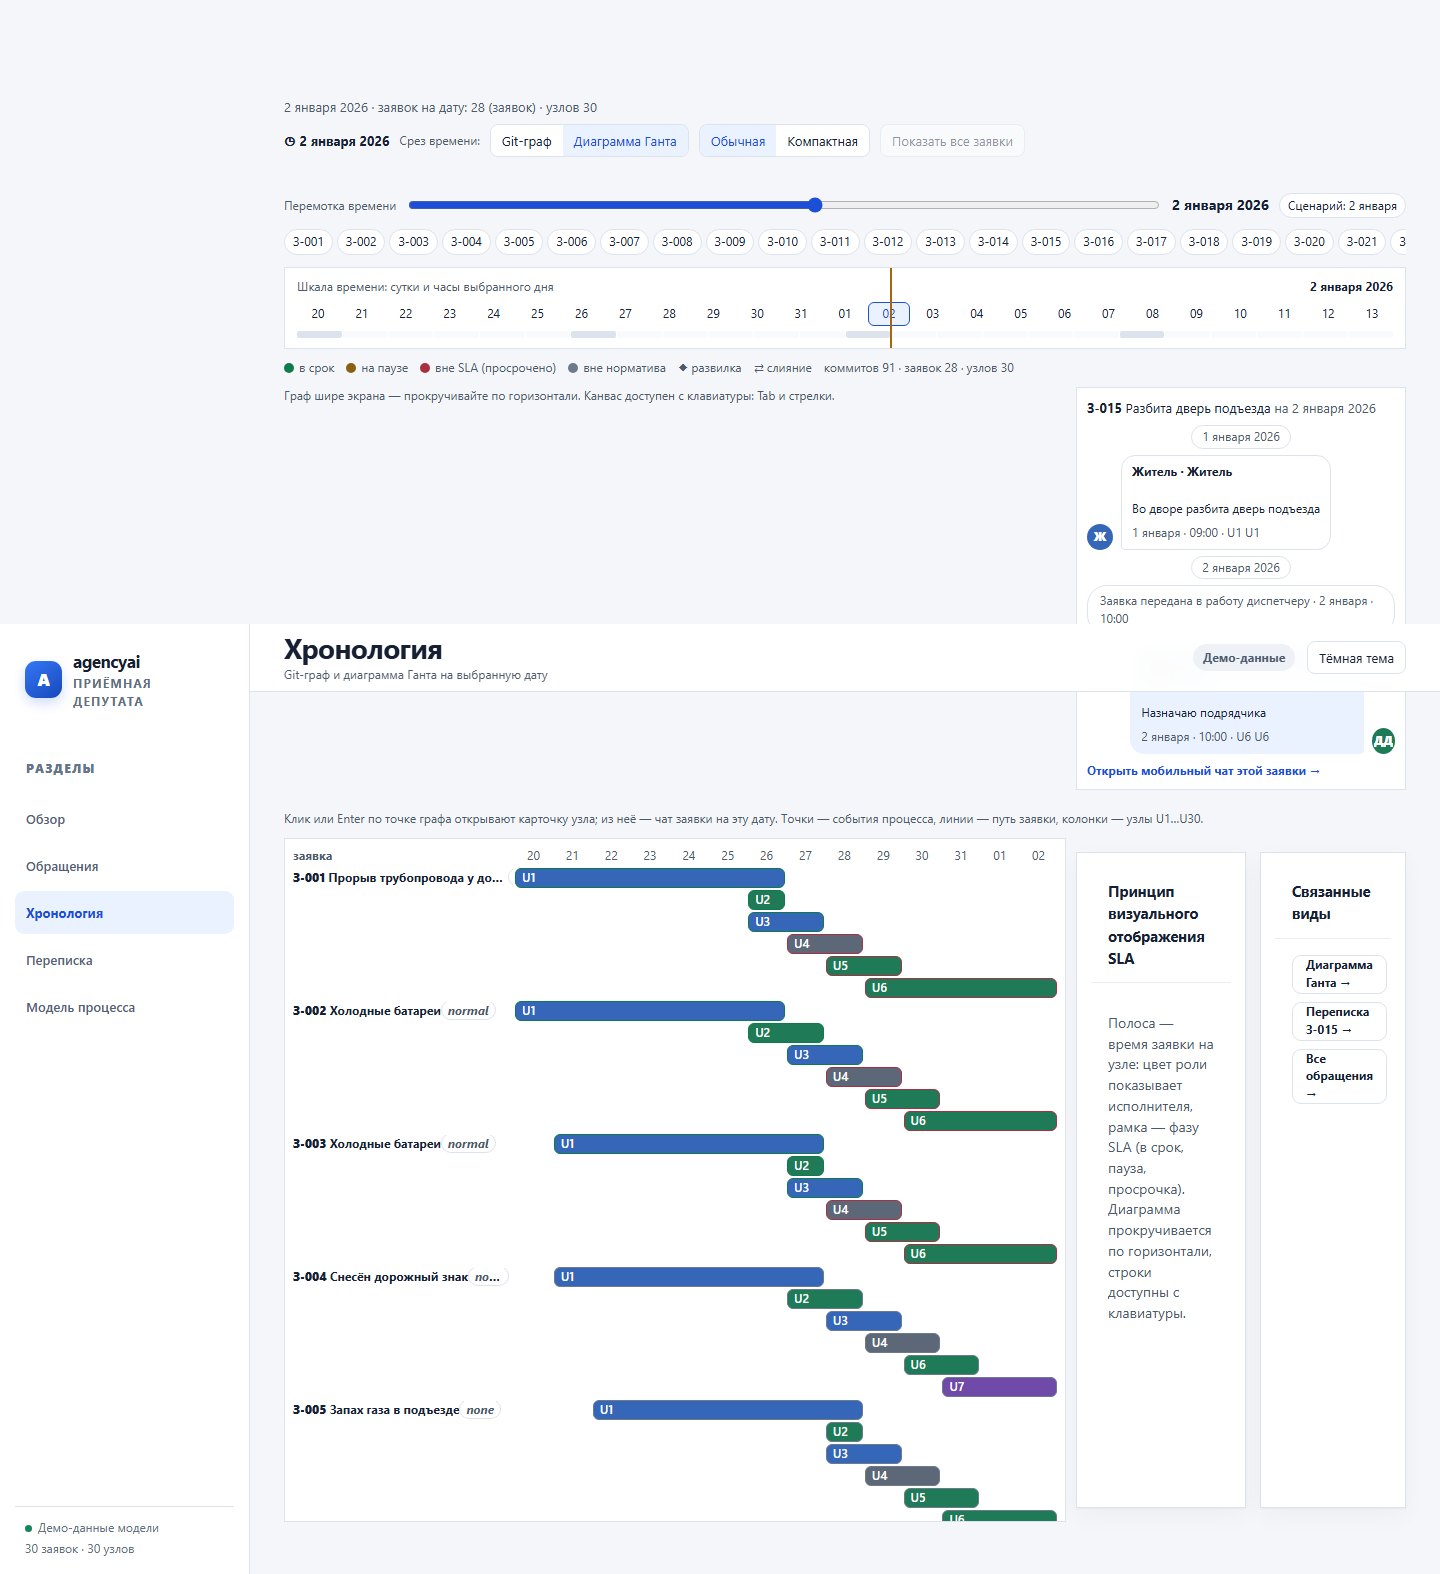 2 января 2026 · заявок на дату: 28 (заявок) · узлов 30
2 января 2026 Срез времени: Git-граф Диаграмма Ганта Обычная Компактная Показать все заявки
Перемотка времени 2 января 2026 Сценарий: 2 января
3-001 3-002 3-003 3-004 3-005 3-006 3-007 3-008 3-009 3-010 3-011 3-012 3-013 3-014 3-015 3-016 3-017 3-018 3-019 3-020 3-021 3
Шкала времени: сутки и часы выбранного дня 2 января 2026
20 21 22 23 24 25 26 27 28 29 30 31 01 02 03 04 05 06 07 08 09 10 11 12 13
в срок на паузе вне SLA (просрочено) вне норматива ◆ развилка ⇄ слияние коммитов 91 · заявок 28 · узлов 30
Граф шире экрана — прокручивайте по горизонтали. Канвас доступен с клавиатуры: Tab и стрелки.
3-015 Разбита дверь подъезда на 2 января 2026
1 января 2026
Житель · Житель
Во дворе разбита дверь подъезда
1 января · 09:00 · U1 U1
Ж
2 января 2026
Заявка передана в работу диспетчеру · 2 января ·
10:00
A
agencyai
ПРИЁМНАЯ
ДЕПУТАТА
Хронология
Git-граф и диаграмма Ганта на выбранную дату
Демо-данные
Тёмная тема
Назначаю подрядчика
2 января · 10:00 · U6 U6
ДД
Открыть мобильный чат этой заявки →
РАЗДЕЛЫ
Обзор
Обращения
Хронология
Переписка
Модель процесса
Демо-данные модели
30 заявок · 30 узлов
Клик или Enter по точке графа открывают карточку узла; из неё — чат заявки на эту дату. Точки — события процесса, линии — путь заявки, колонки — узлы U1…U30.
заявка 20 21 22 23 24 25 26 27 28 29 30 31 01 02
3-001 Прорыв трубопровода у до… U1
U2
U3
U4
U5
U6
3-002 Холодные батареи normal U1
U2
U3
U4
U5
U6
3-003 Холодные батареи normal U1
U2
U3
U4
U5
U6
3-004 Снесён дорожный знак no… U1
U2
U3
U4
U6
U7
3-005 Запах газа в подъезде none U1
U2
U3
U4
U5
U6
Принцип
визуального
отображения
SLA
Полоса —
время заявки на
узле: цвет роли
показывает
исполнителя,
рамка — фазу
SLA (в срок,
пауза,
просрочка).
Диаграмма
прокручивается
по горизонтали,
строки
доступны с
клавиатуры.
Связанные
виды
Диаграмма
Ганта →
Переписка
3-015 →
Все
обращения
→